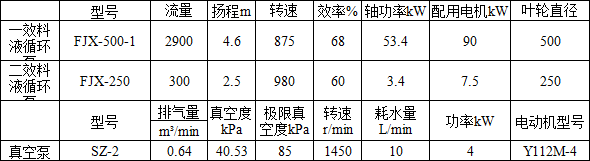 型号 流量 扬程m 转速 效率% 轴功率kW 配用电机kW 叶轮直径
一效料液循环泵 FJX-500-1 2900 4.6 875 68 53.4 90 500
二效料液循环泵 FJX-250 300 2.5 980 60 3.4 7.5 250
型号 排气量 m³/min 真空度 kPa 极限真空度kPa 转速 r/min 耗水量 L/min 功率kW 电动机型号
真空泵 SZ-2 0.64 40.53 85 1450 10 4 Y112M-4